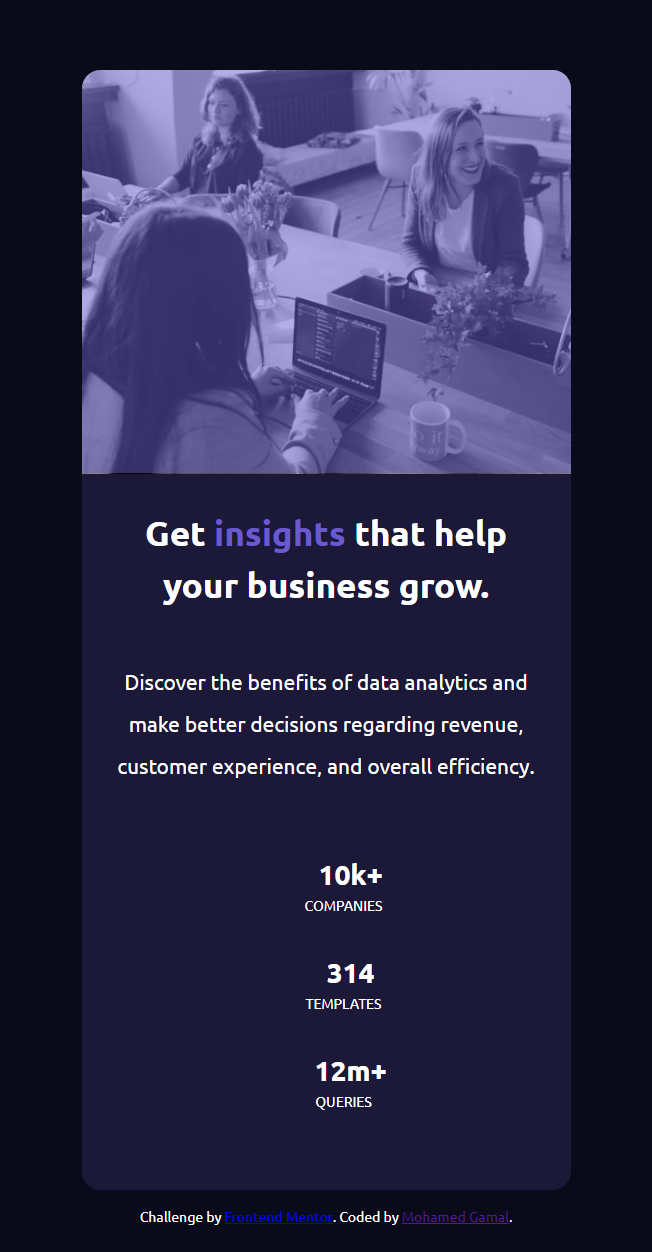 Get insights that help
your business grow.
Discover the benefits of data analytics and
make better decisions regarding revenue,
customer experience, and overall efficiency.
10k+
COMPANIES
314
TEMPLATES
12m+
QUERIES
Challenge by Frontend Mentor. Coded by Mohamed Gamal.